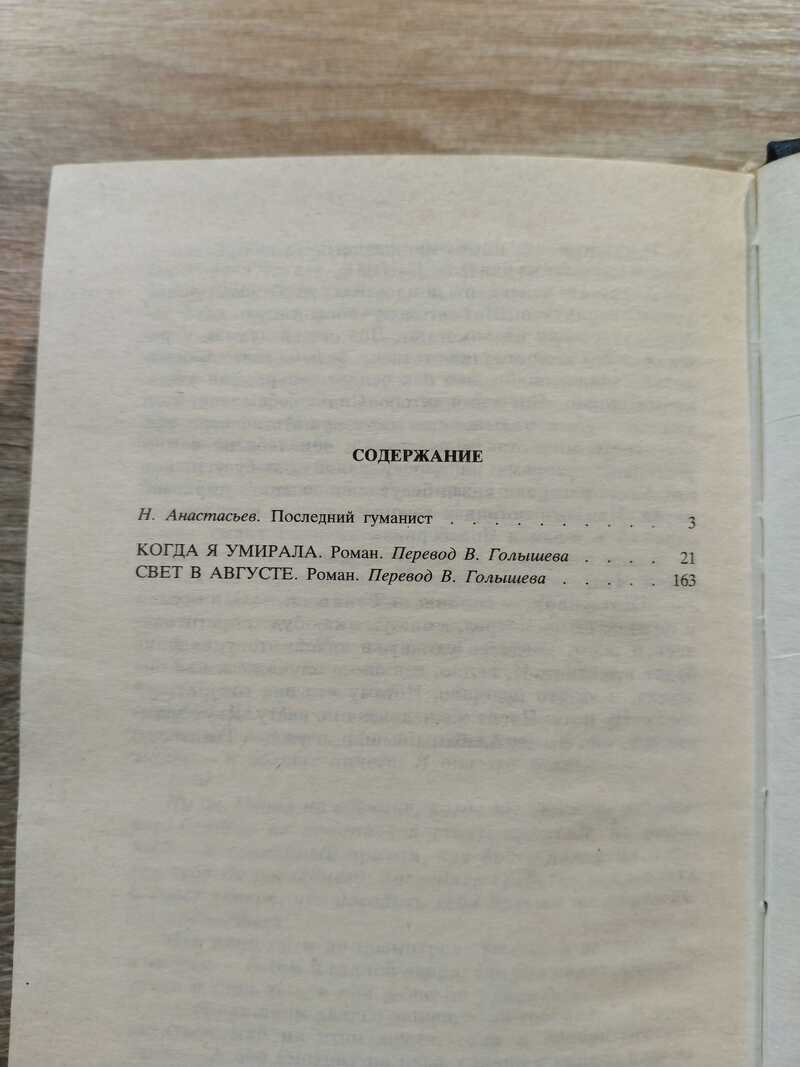 СОДЕРЖАНИЕ
Н. Анастасьев. Последний гуманист . . . . . . . . . . 3
КОГДА Я УМИРАЛА. Роман. Перевод В. Голышева . . . . 21
СВЕТ В АВГУСТЕ. Роман. Перевод В. Голышева . . . . . 163